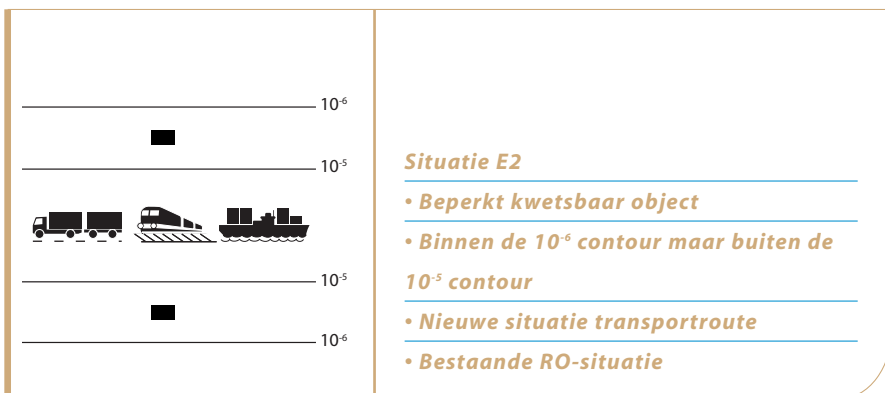 10⁻⁶
10⁻⁵
10⁻⁵
10⁻⁶
Situatie E2
• Beperkt kwetsbaar object
• Binnen de 10⁻⁶ contour maar buiten de
10⁻⁵ contour
• Nieuwe situatie transportroute
• Bestaande RO-situatie